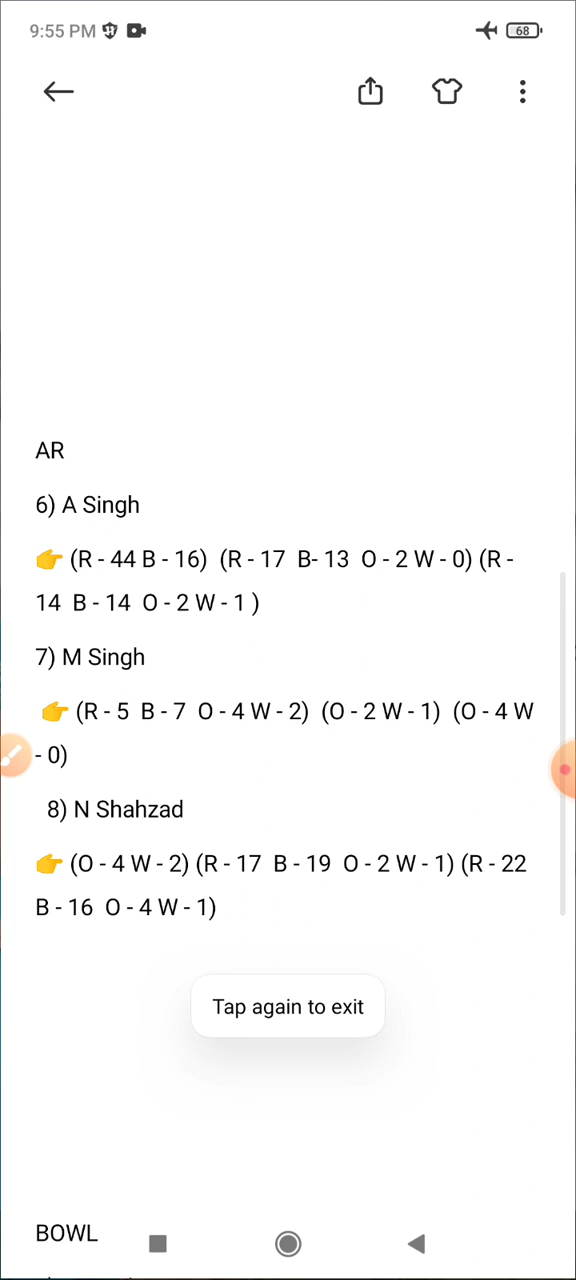 9:55 PM
68
AR
6) A Singh
👉 (R - 44 B - 16) (R - 17 B- 13 O - 2 W - 0) (R -
14 B - 14 O - 2 W - 1 )
7) M Singh
👉 (R - 5 B - 7 O - 4 W - 2) (O - 2 W - 1) (O - 4 W
- 0)
8) N Shahzad
👉 (O - 4 W - 2) (R - 17 B - 19 O - 2 W - 1) (R - 22
B - 16 O - 4 W - 1)
Tap again to exit
BOWL